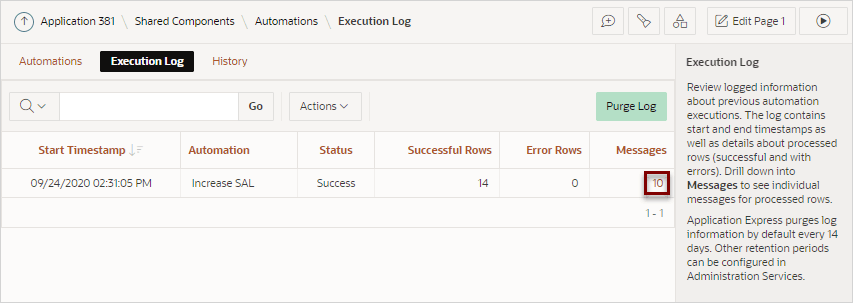 Application 381 \ Shared Components \ Automations \ Execution Log
Edit Page 1
Automations Execution Log History
Go Actions Purge Log
Start Timestamp Automation Status Successful Rows Error Rows Messages
09/24/2020 02:31:05 PM Increase SAL Success 14 0 10
1 - 1
Execution Log
Review logged information
about previous automation
executions. The log contains
start and end timestamps as
well as details about processed
rows (successful and with
errors). Drill down into
Messages to see individual
messages for processed rows.
Application Express purges log
information by default every 14
days. Other retention periods
can be configured in
Administration Services.